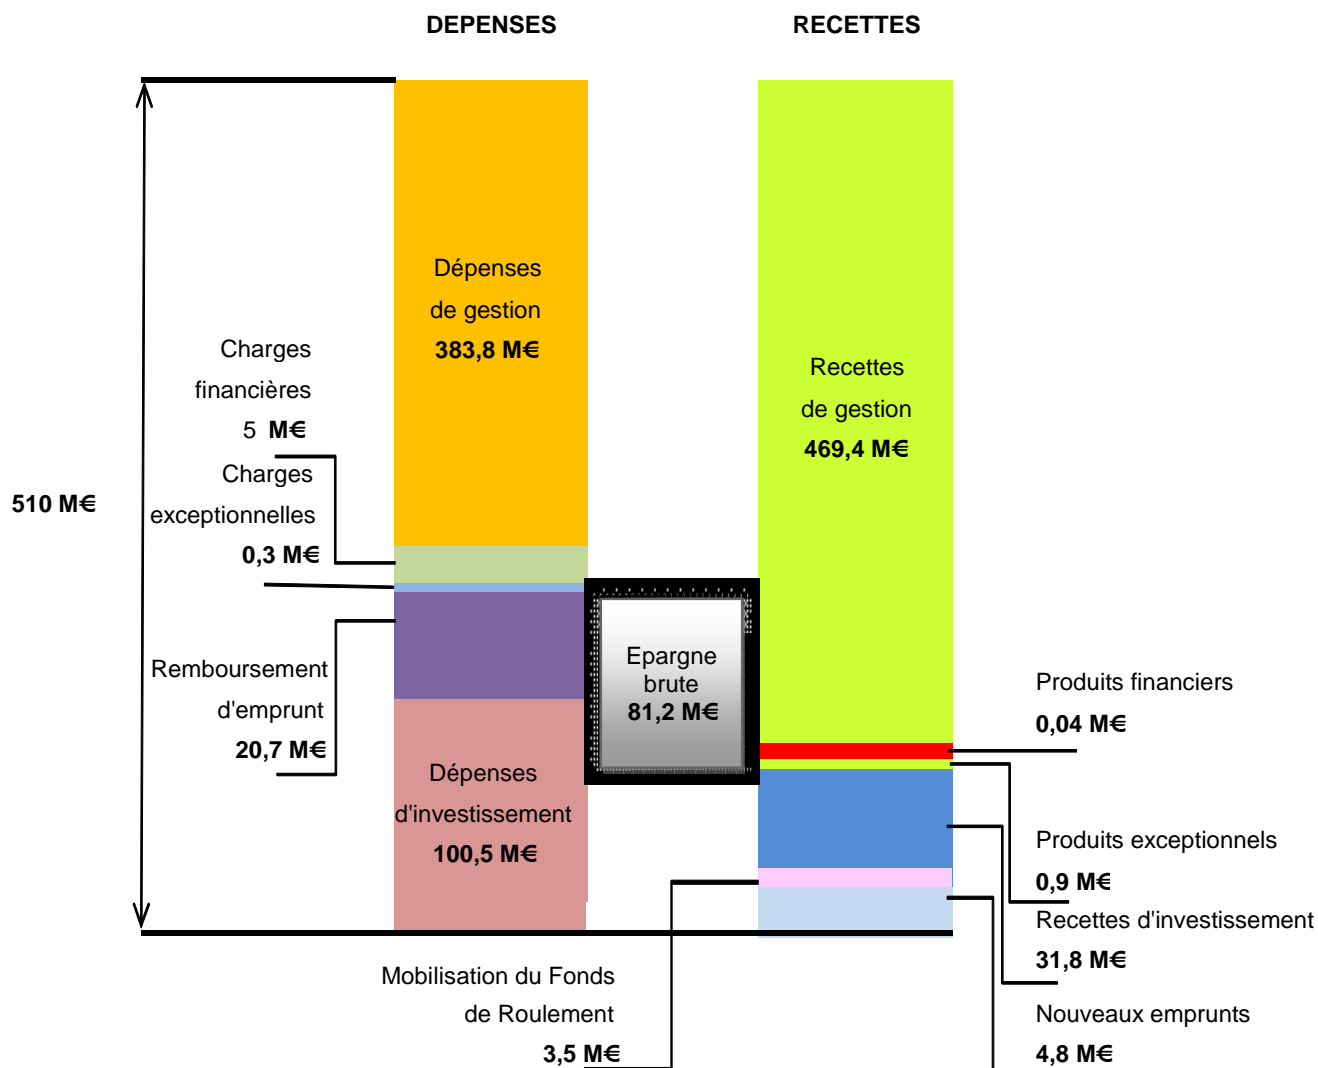 DEPENSES
RECETTES
Dépenses
de gestion
383,8 M€
Charges
financières
5 M€
Charges
exceptionnelles
0,3 M€
510 M€
Remboursement
d'emprunt
20,7 M€
Dépenses
d'investissement
100,5 M€
Epargne
brute
81,2 M€
Recettes
de gestion
469,4 M€
Produits financiers
0,04 M€
Produits exceptionnels
0,9 M€
Recettes d'investissement
31,8 M€
Mobilisation du Fonds
de Roulement
3,5 M€
Nouveaux emprunts
4,8 M€